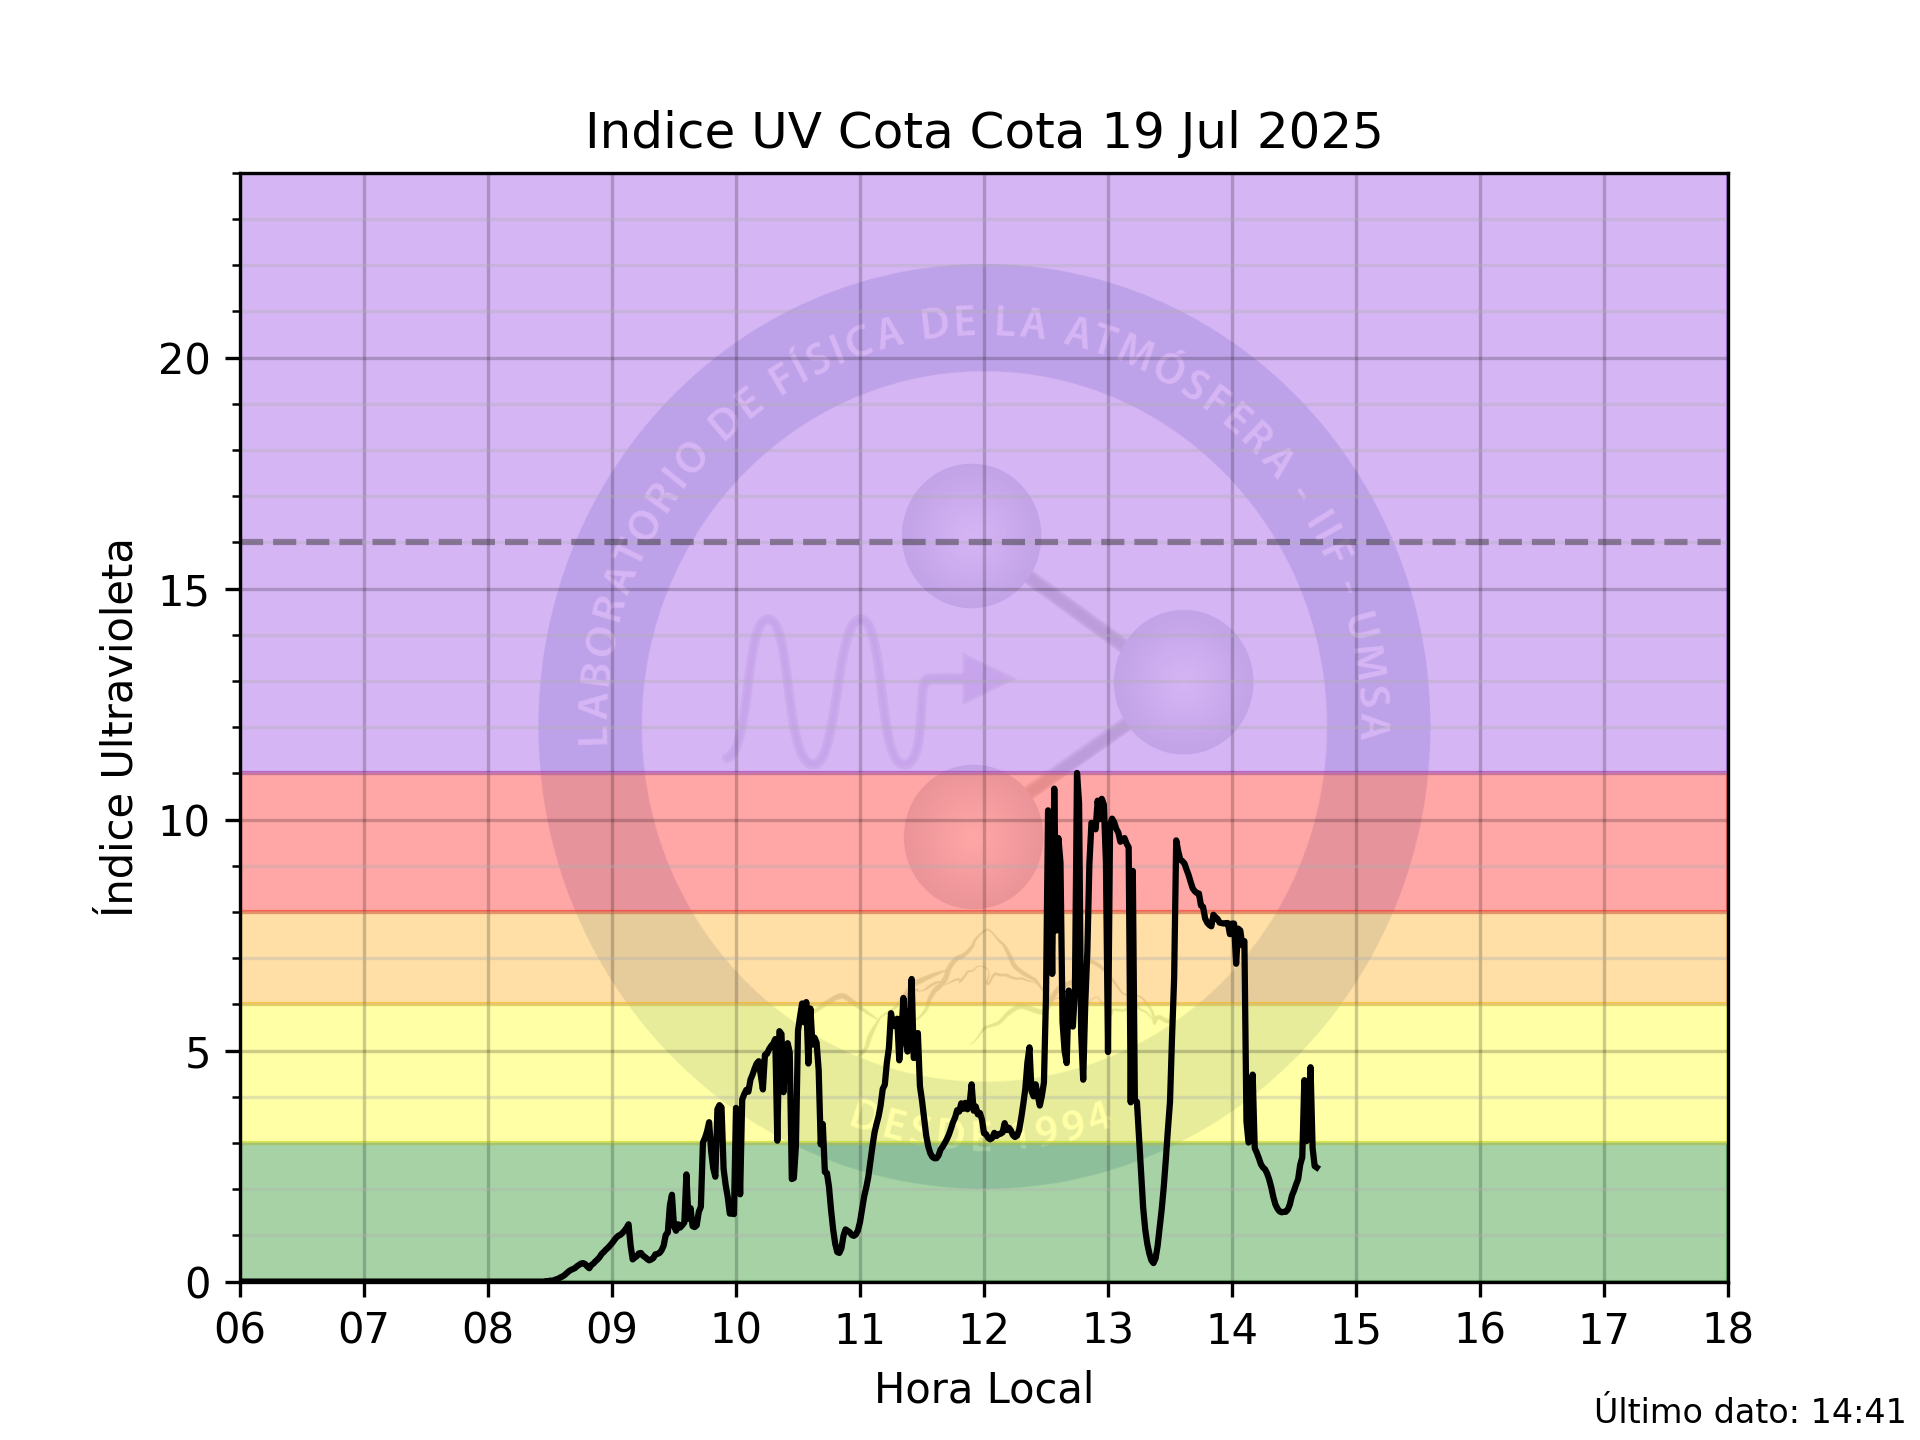 Indice UV Cota Cota 19 Jul 2025
LABORATORIO DE FÍSICA DE LA ATMÓSFERA - IIF - UMSA
DESDE 1994
Índice Ultravioleta
20
15
10
5
0
06 07 08 09 10 11 12 13 14 15 16 17 18
Hora Local
Último dato: 14:41